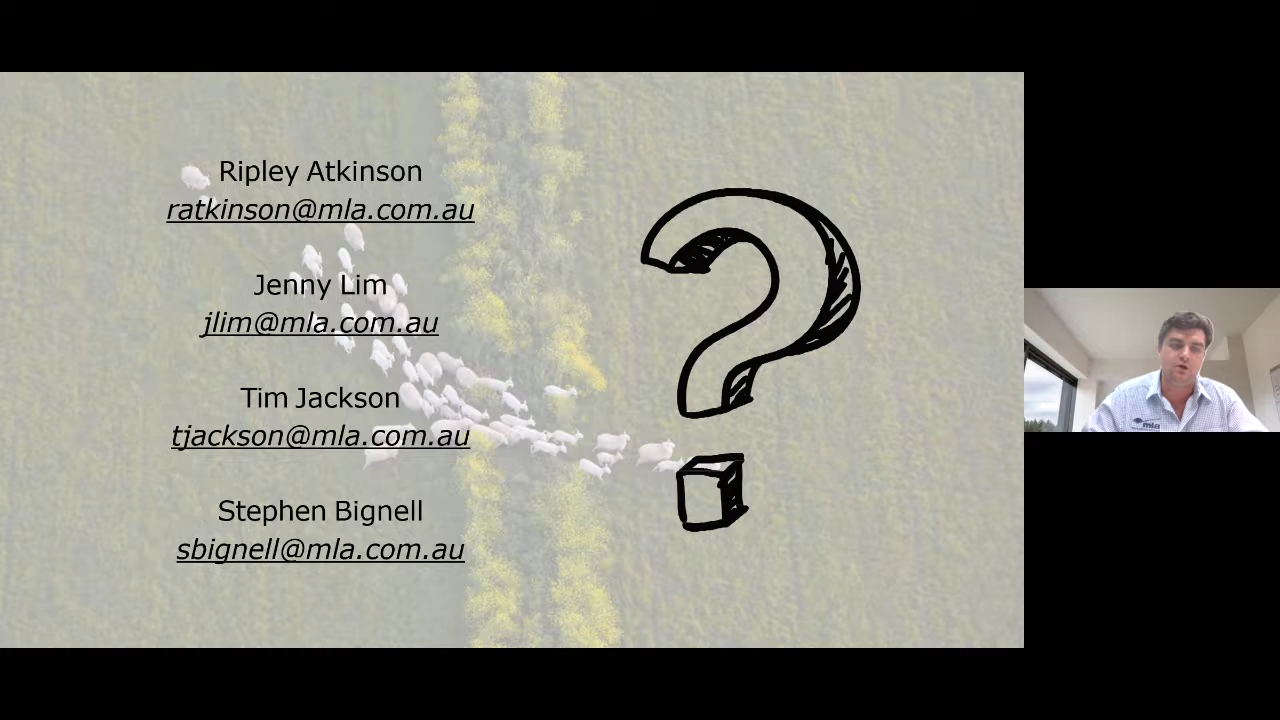 Ripley Atkinson
ratkinson@mla.com.au
Jenny Lim
jlim@mla.com.au
Tim Jackson
tjackson@mla.com.au
Stephen Bignell
sbignell@mla.com.au
?
mla